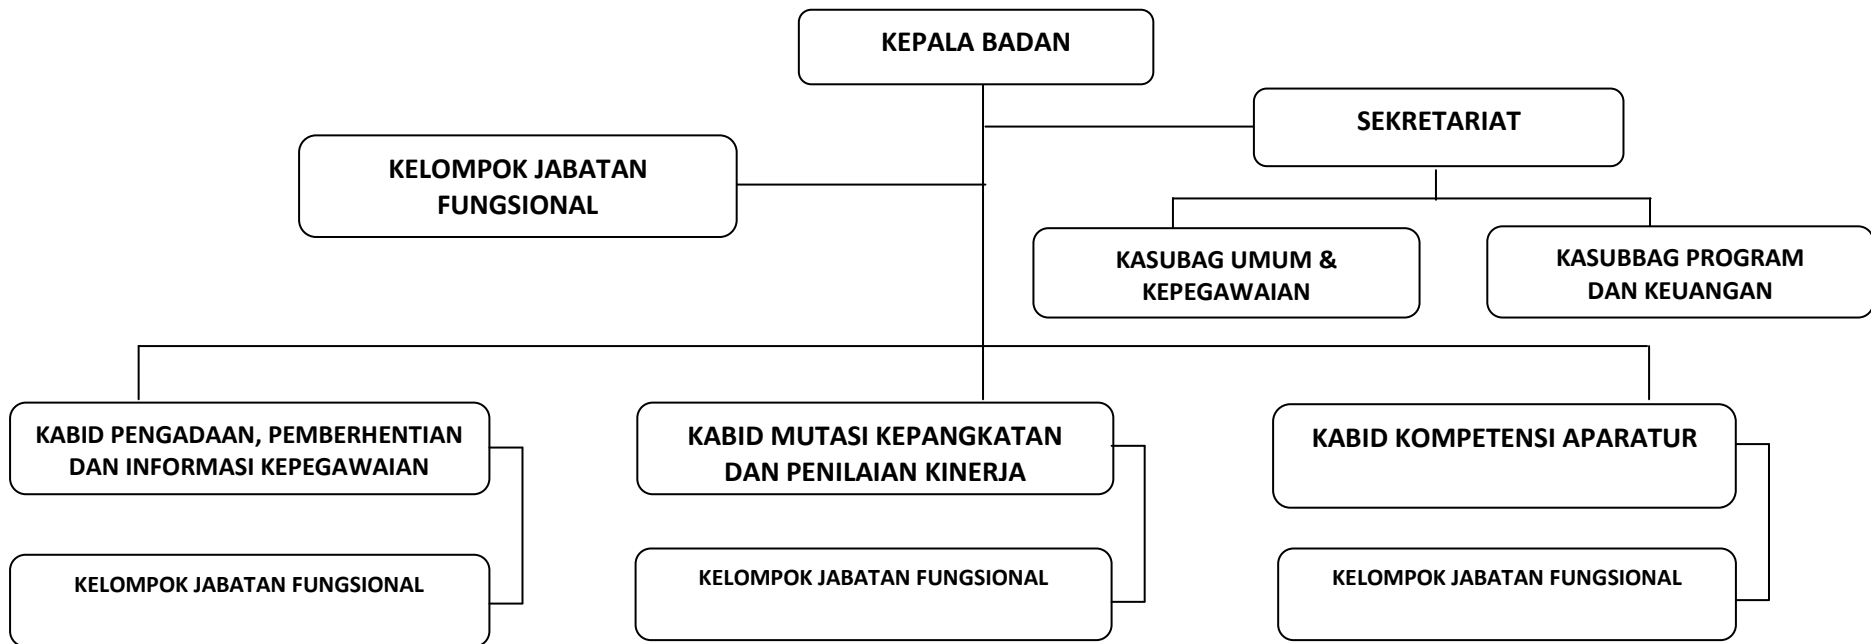 KEPALA BADAN
SEKRETARIAT
KELOMPOK JABATAN
FUNGSIONAL
KASUBAG UMUM &
KEPEGAWAIAN
KASUBBAG PROGRAM
DAN KEUANGAN
KABID PENGADAAN, PEMBERHENTIAN
DAN INFORMASI KEPEGAWAIAN
KABID MUTASI KEPANGKATAN
DAN PENILAIAN KINERJA
KABID KOMPETENSI APARATUR
KELOMPOK JABATAN FUNGSIONAL
KELOMPOK JABATAN FUNGSIONAL
KELOMPOK JABATAN FUNGSIONAL